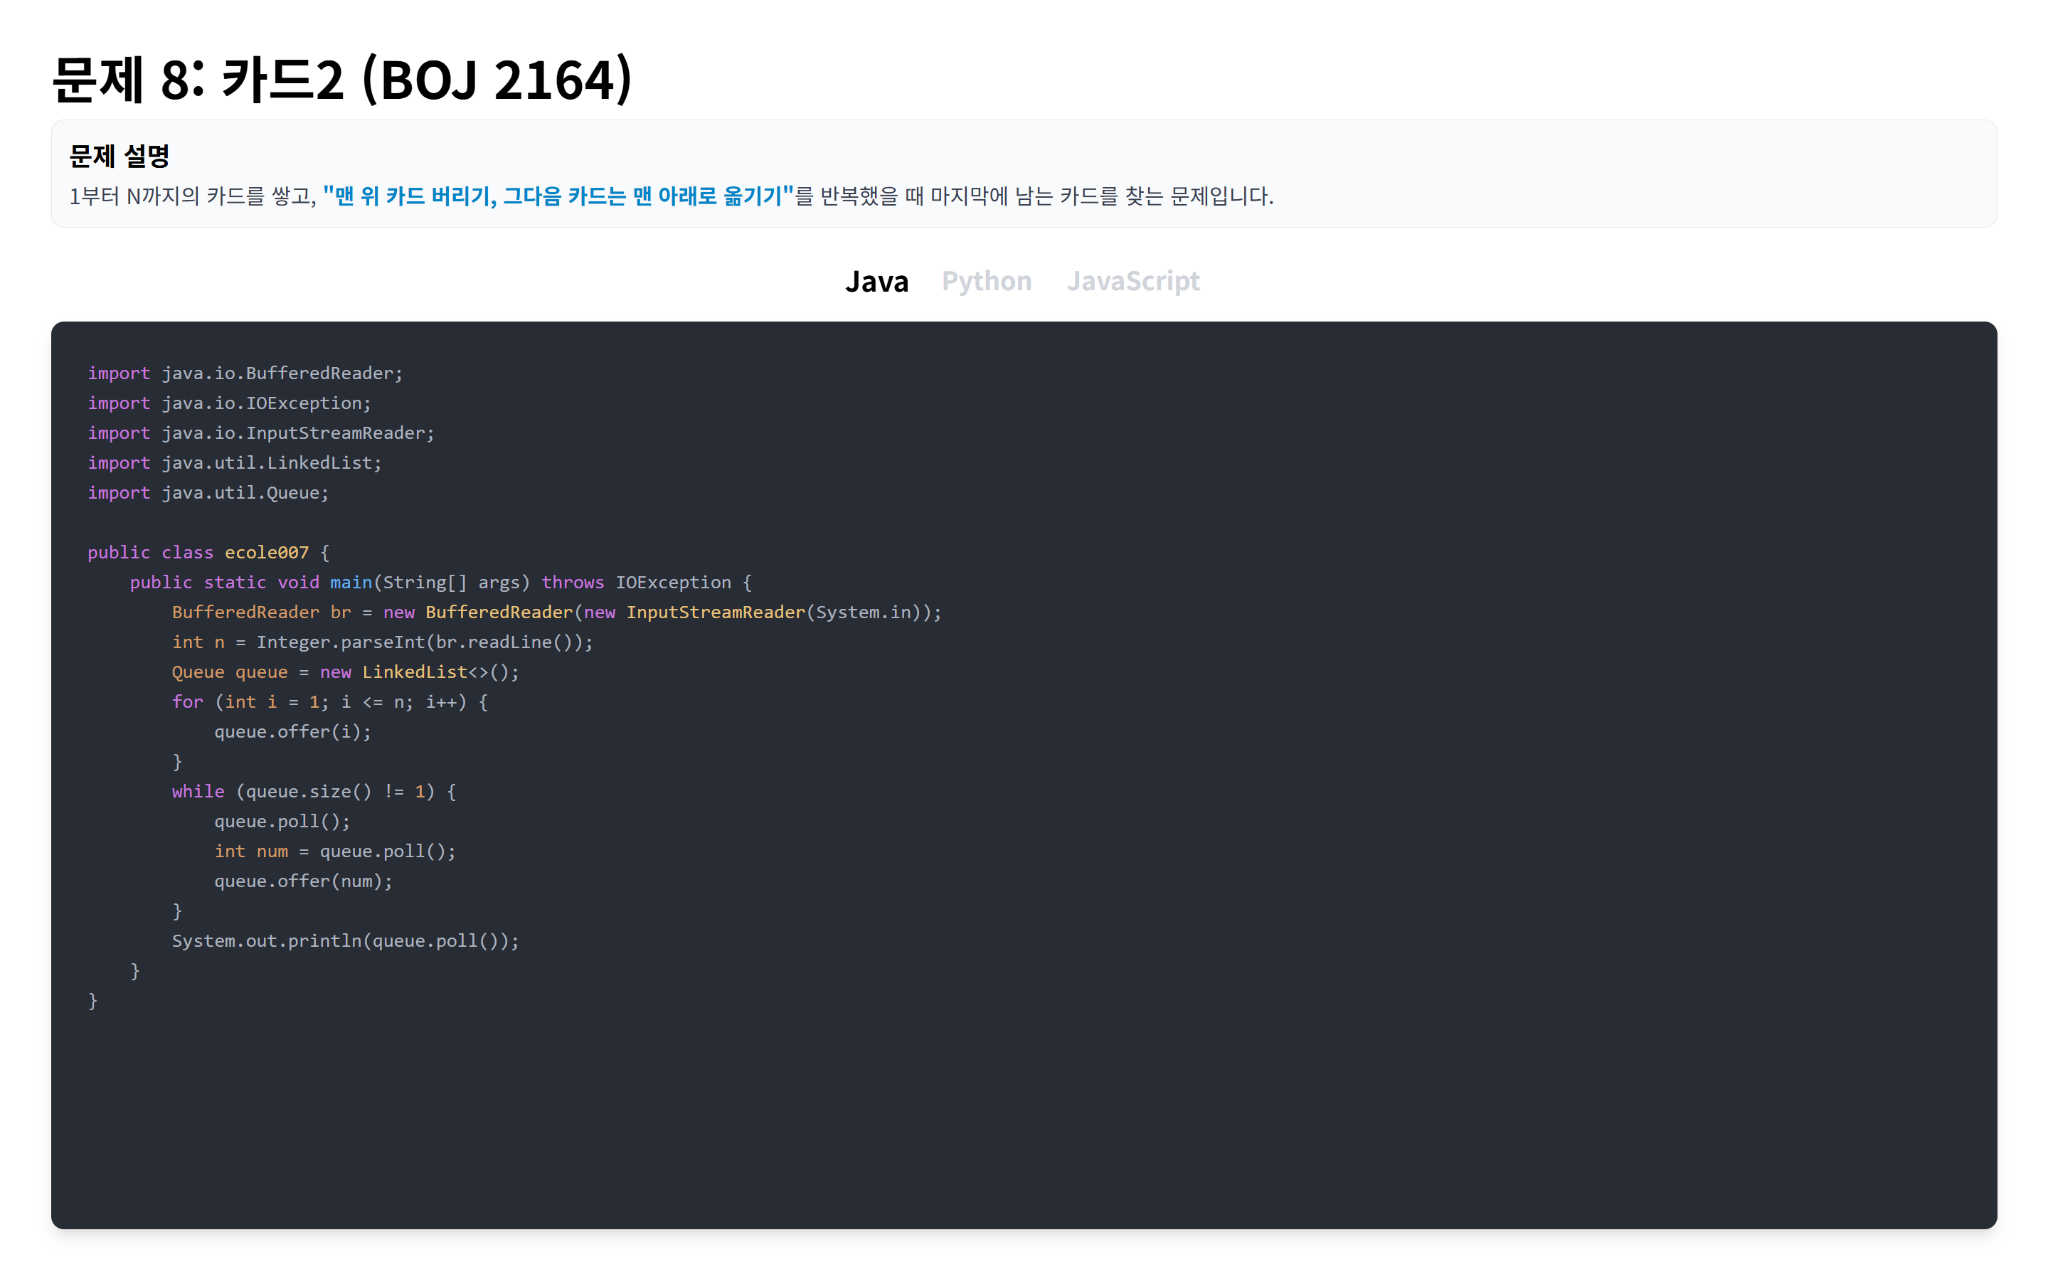 문제 8: 카드2 (BOJ 2164)
문제 설명
1부터 N까지의 카드를 쌓고, "맨 위 카드 버리기, 그다음 카드는 맨 아래로 옮기기"를 반복했을 때 마지막에 남는 카드를 찾는 문제입니다.
Java Python JavaScript
import java.io.BufferedReader;
import java.io.IOException;
import java.io.InputStreamReader;
import java.util.LinkedList;
import java.util.Queue;
public class ecole007 {
    public static void main(String[] args) throws IOException {
        BufferedReader br = new BufferedReader(new InputStreamReader(System.in));
        int n = Integer.parseInt(br.readLine());
        Queue queue = new LinkedList<>();
        for (int i = 1; i <= n; i++) {
            queue.offer(i);
        }
        while (queue.size() != 1) {
            queue.poll();
            int num = queue.poll();
            queue.offer(num);
        }
        System.out.println(queue.poll());
    }
}